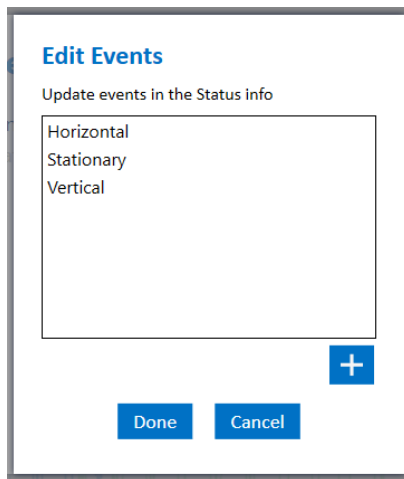 Edit Events
Update events in the Status info
Horizontal
Stationary
Vertical
+
Done
Cancel